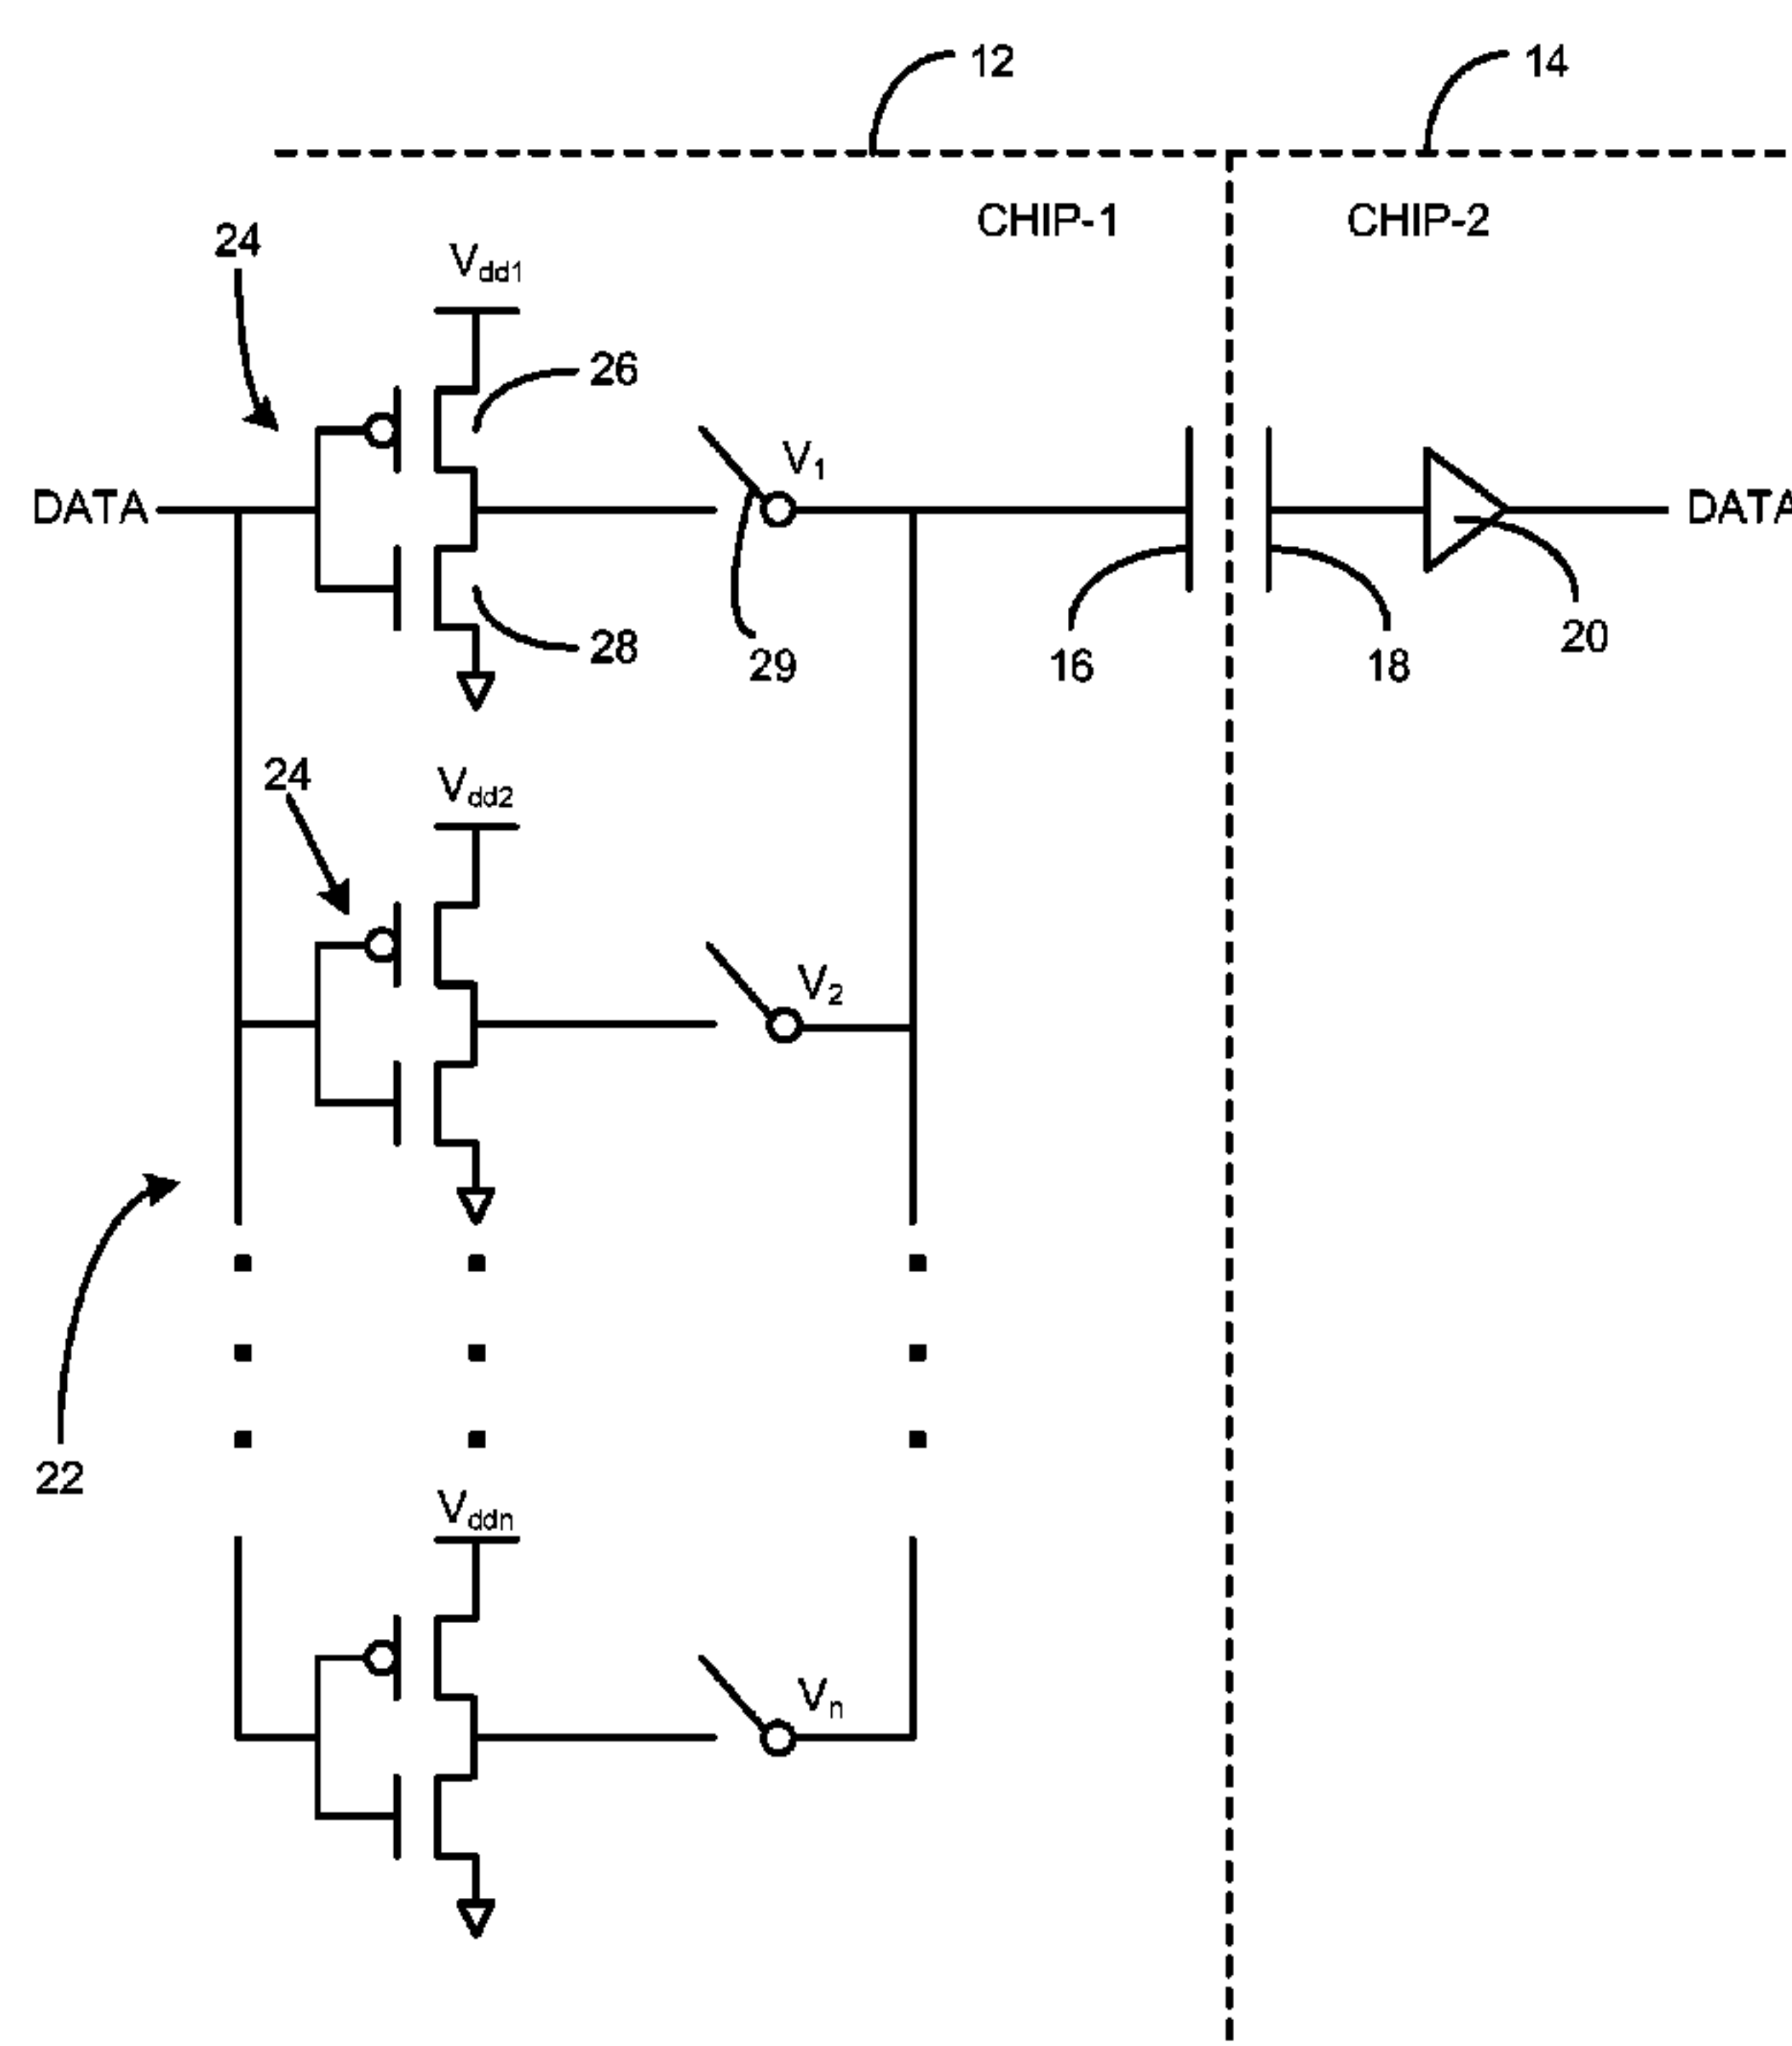 12
14
CHIP-1
CHIP-2
24
Vdd1
26
V1
DATA
DATA
28
29
16
18
20
24
Vdd2
V2
22
Vddn
Vn